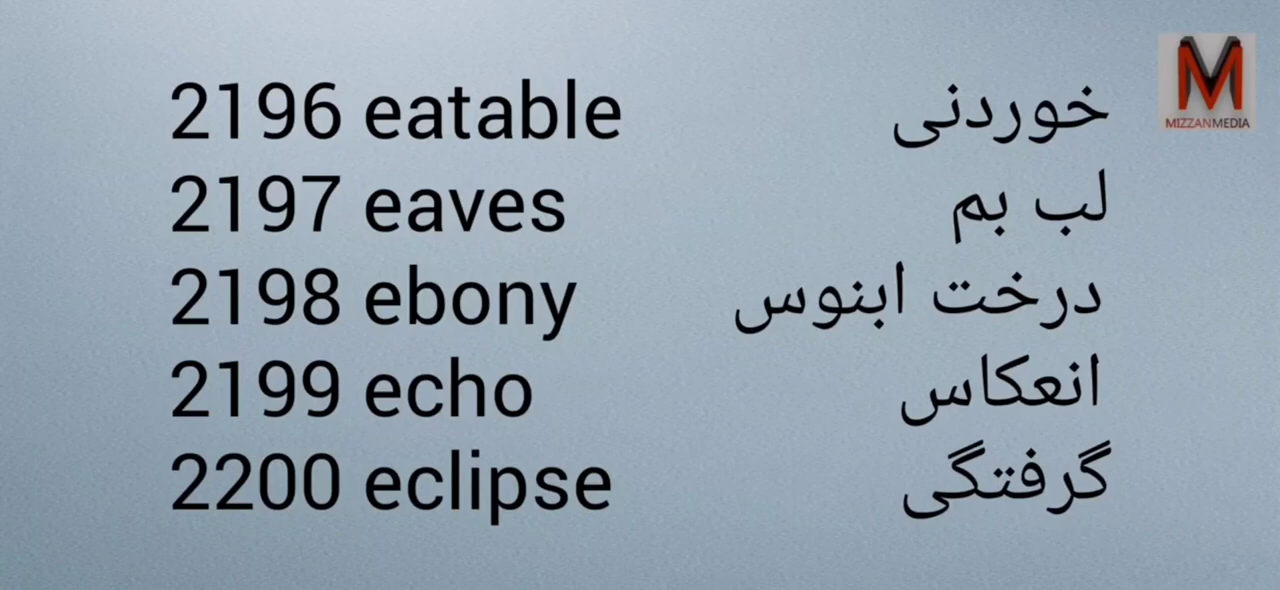 2196 eatable خوردنی
2197 eaves لب بم
2198 ebony درخت ابنوس
2199 echo انعکاس
2200 eclipse گرفتگی
MIZZANMEDIA